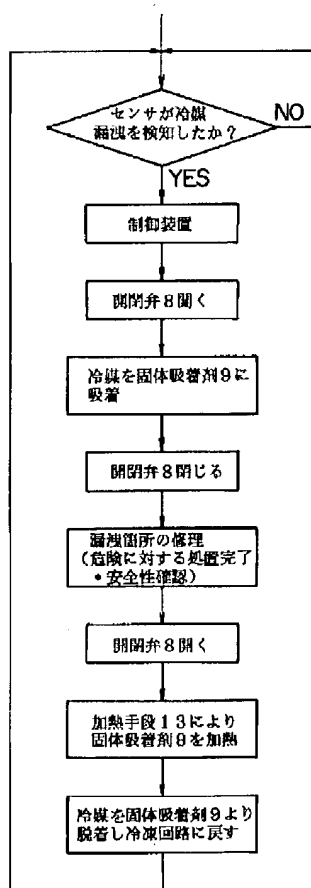 センサが冷媒
漏洩を検知したか？
NO
YES
制御装置
開閉弁８開く
冷媒を固体吸着剤９に
吸着
開閉弁８閉じる
漏洩箇所の修理
（危険に対する処置完了
・安全性確認）
開閉弁８開く
加熱手段１３により
固体吸着剤９を加熱
冷媒を固体吸着剤９より
脱着し冷凍回路に戻す